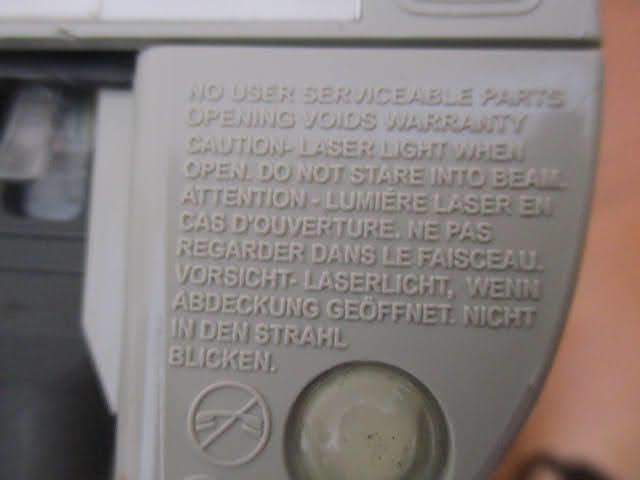 NO USER SERVICEABLE PARTS
OPENING VOIDS WARRANTY
CAUTION- LASER LIGHT WHEN
OPEN. DO NOT STARE INTO BEAM.
ATTENTION - LUMIÈRE LASER EN
CAS D'OUVERTURE. NE PAS
REGARDER DANS LE FAISCEAU.
VORSICHT- LASERLICHT, WENN
ABDECKUNG GEÖFFNET. NICHT
IN DEN STRAHL
BLICKEN.